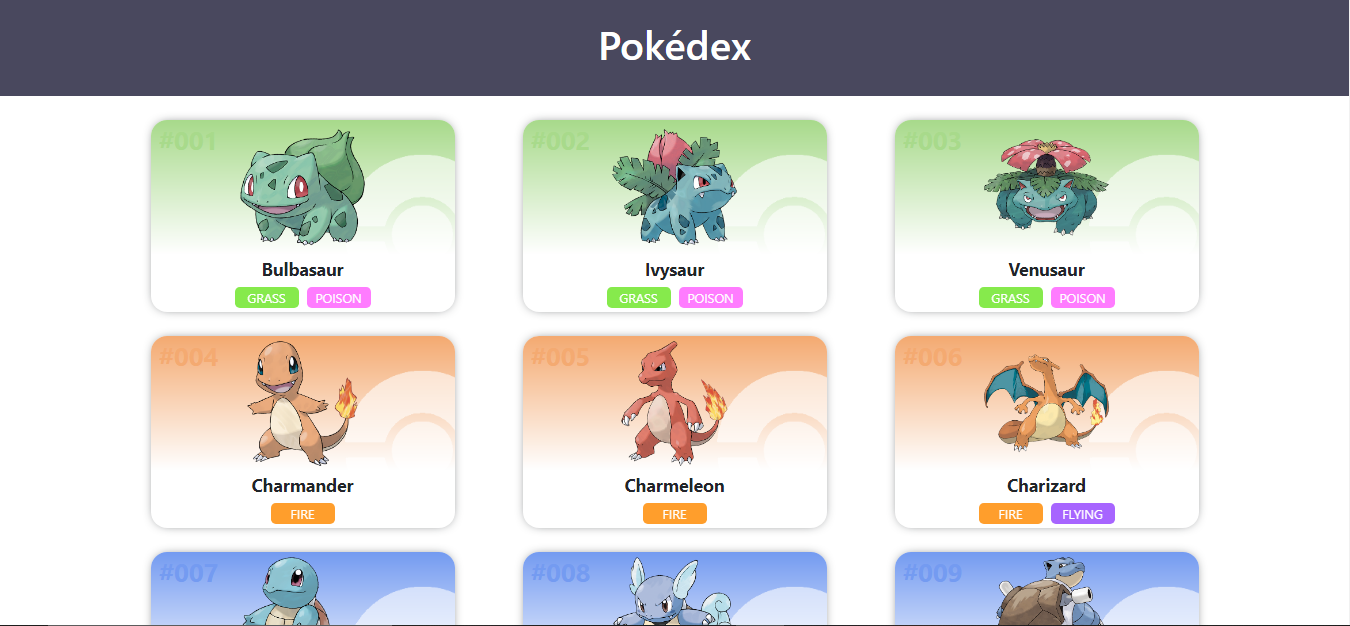 Pokédex
#001 #002 #003
Bulbasaur Ivysaur Venusaur
GRASS POISON GRASS POISON GRASS POISON
#004 #005 #006
Charmander Charmeleon Charizard
FIRE FIRE FIRE FLYING
#007 #008 #009